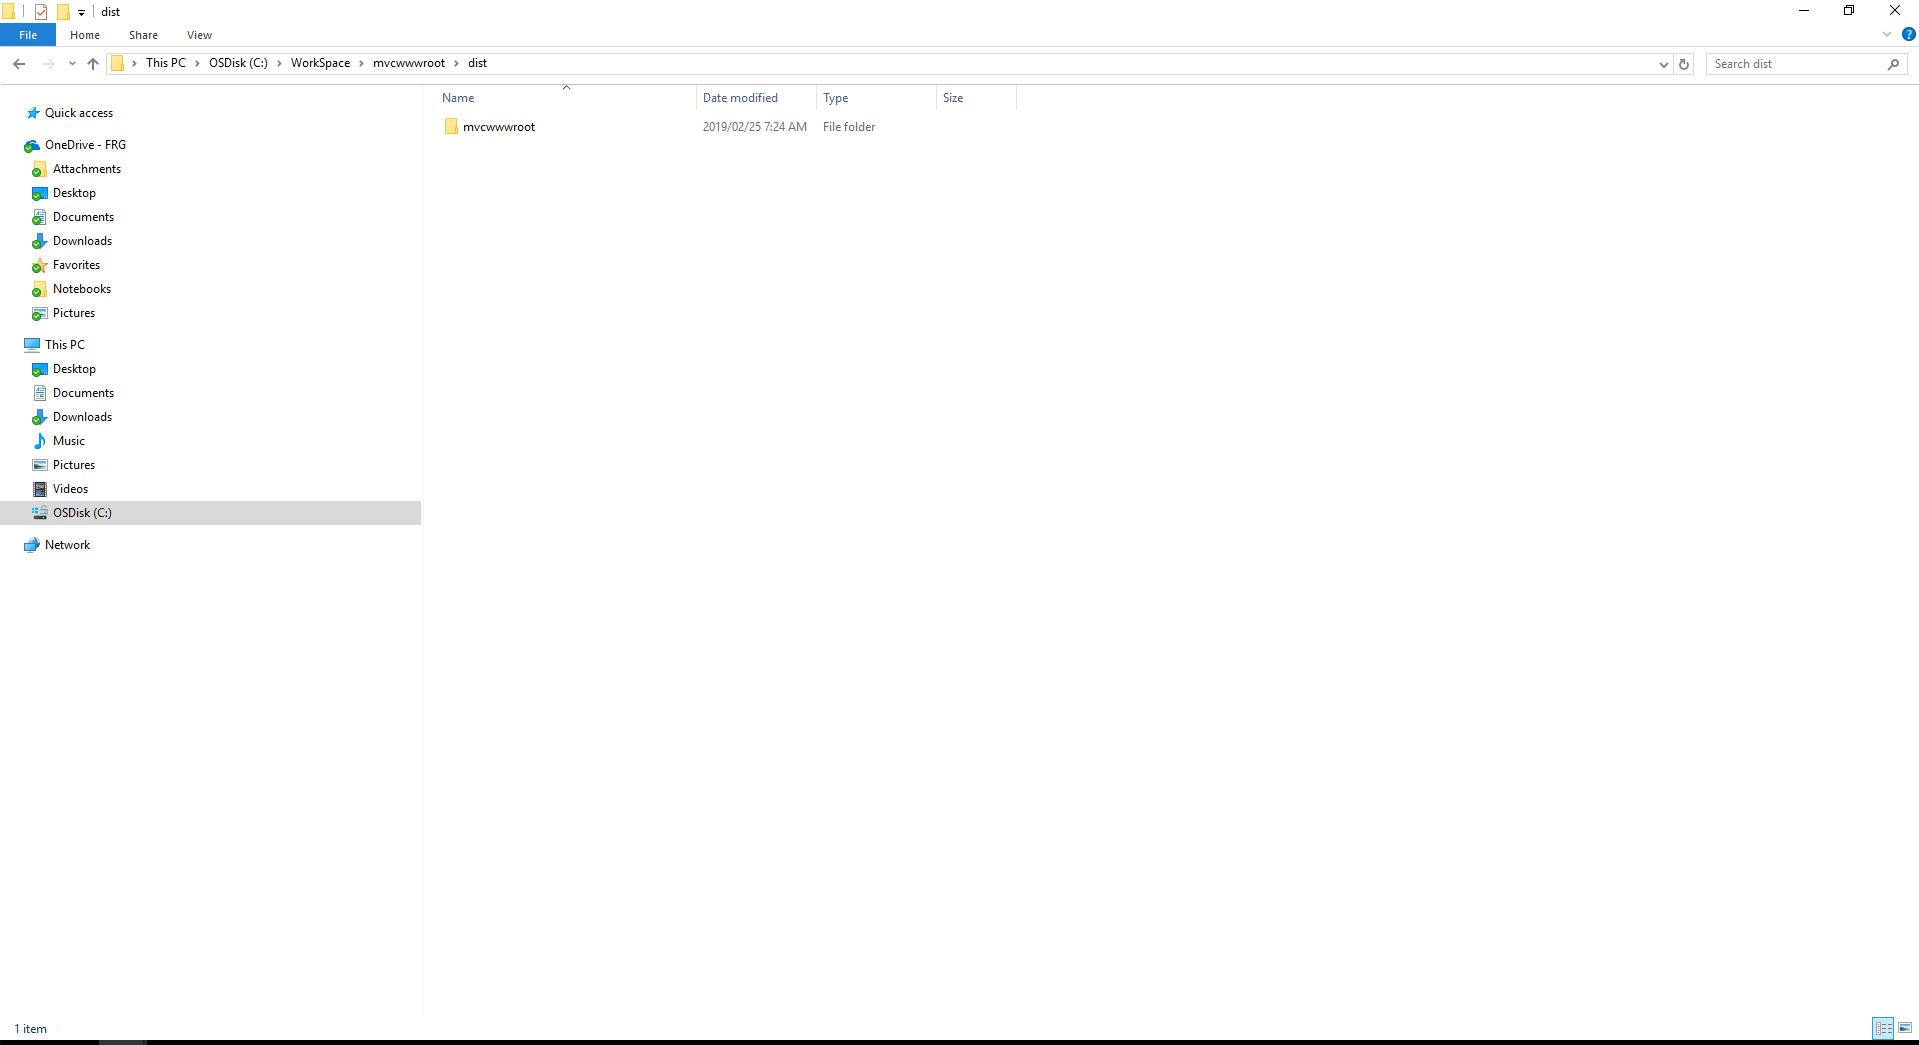 dist
File Home Share View
This PC OSDisk (C:) WorkSpace mvcwwwroot dist
Search dist
Name Date modified Type Size
mvcwwwroot 2019/02/25 7:24 AM File folder
Quick access
OneDrive - FRG
Attachments
Desktop
Documents
Downloads
Favorites
Notebooks
Pictures
This PC
Desktop
Documents
Downloads
Music
Pictures
Videos
OSDisk (C:)
Network
1 item